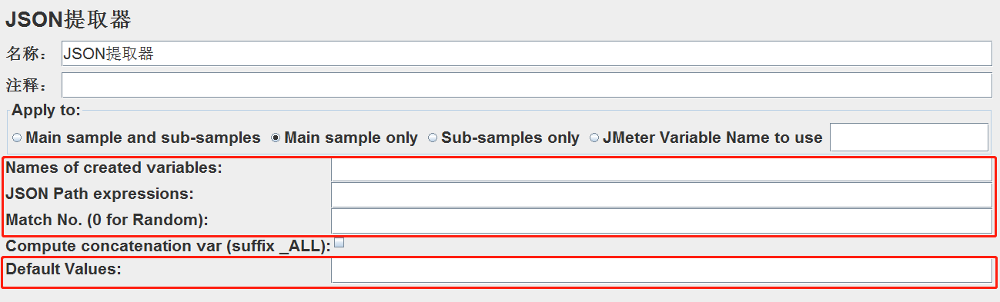 JSON提取器
名称： JSON提取器
注释：
Apply to:
Main sample and sub-samples Main sample only Sub-samples only JMeter Variable Name to use
Names of created variables:
JSON Path expressions:
Match No. (0 for Random):
Compute concatenation var (suffix _ALL):
Default Values: